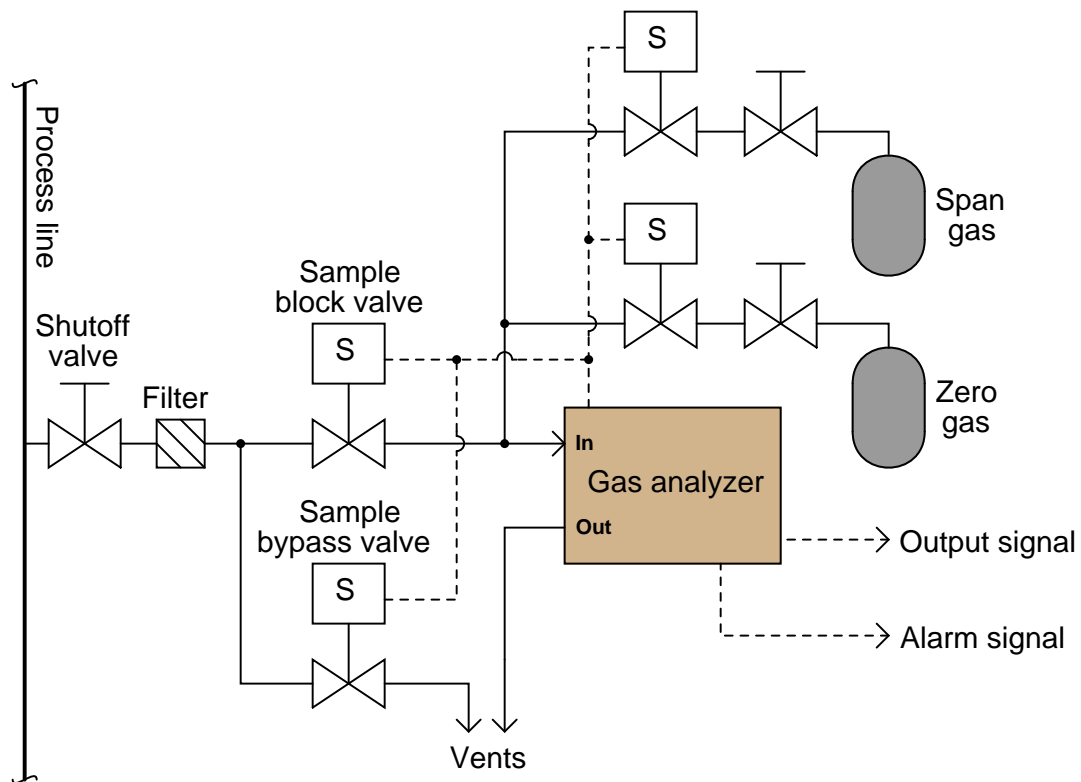 S
S
Process line
Span
gas
Sample
block valve
Shutoff
valve
S
Filter
Zero
gas
In
Gas analyzer
Sample
bypass valve
Out
Output signal
S
Alarm signal
Vents